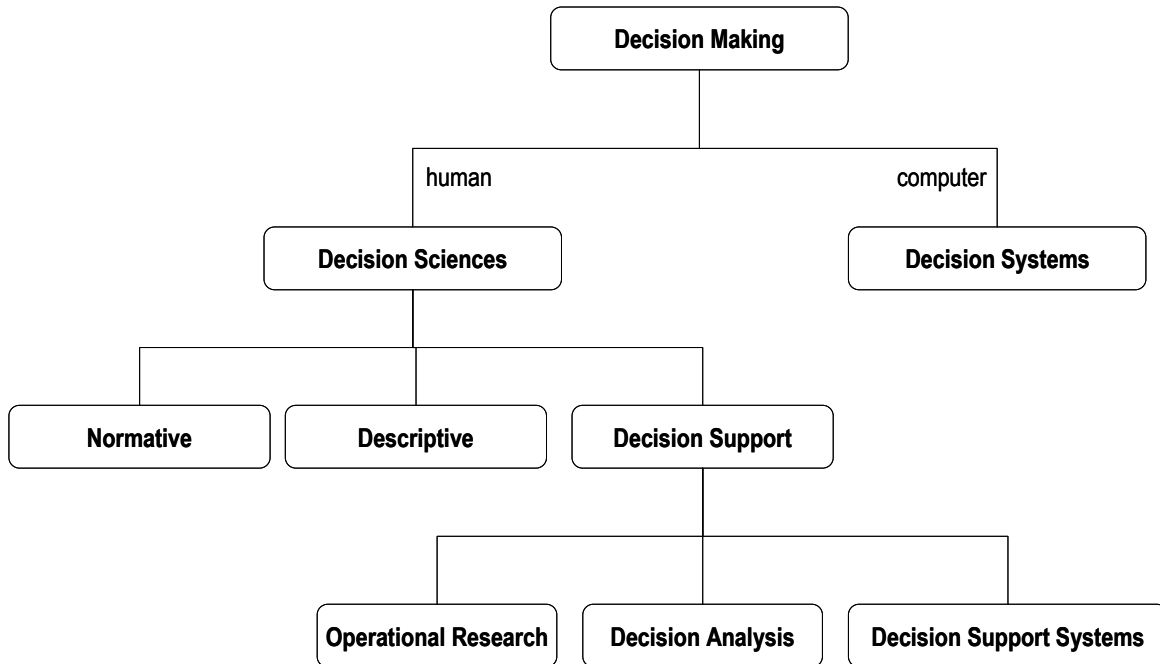 Decision Making
human
computer
Decision Sciences
Decision Systems
Normative
Descriptive
Decision Support
Operational Research
Decision Analysis
Decision Support Systems